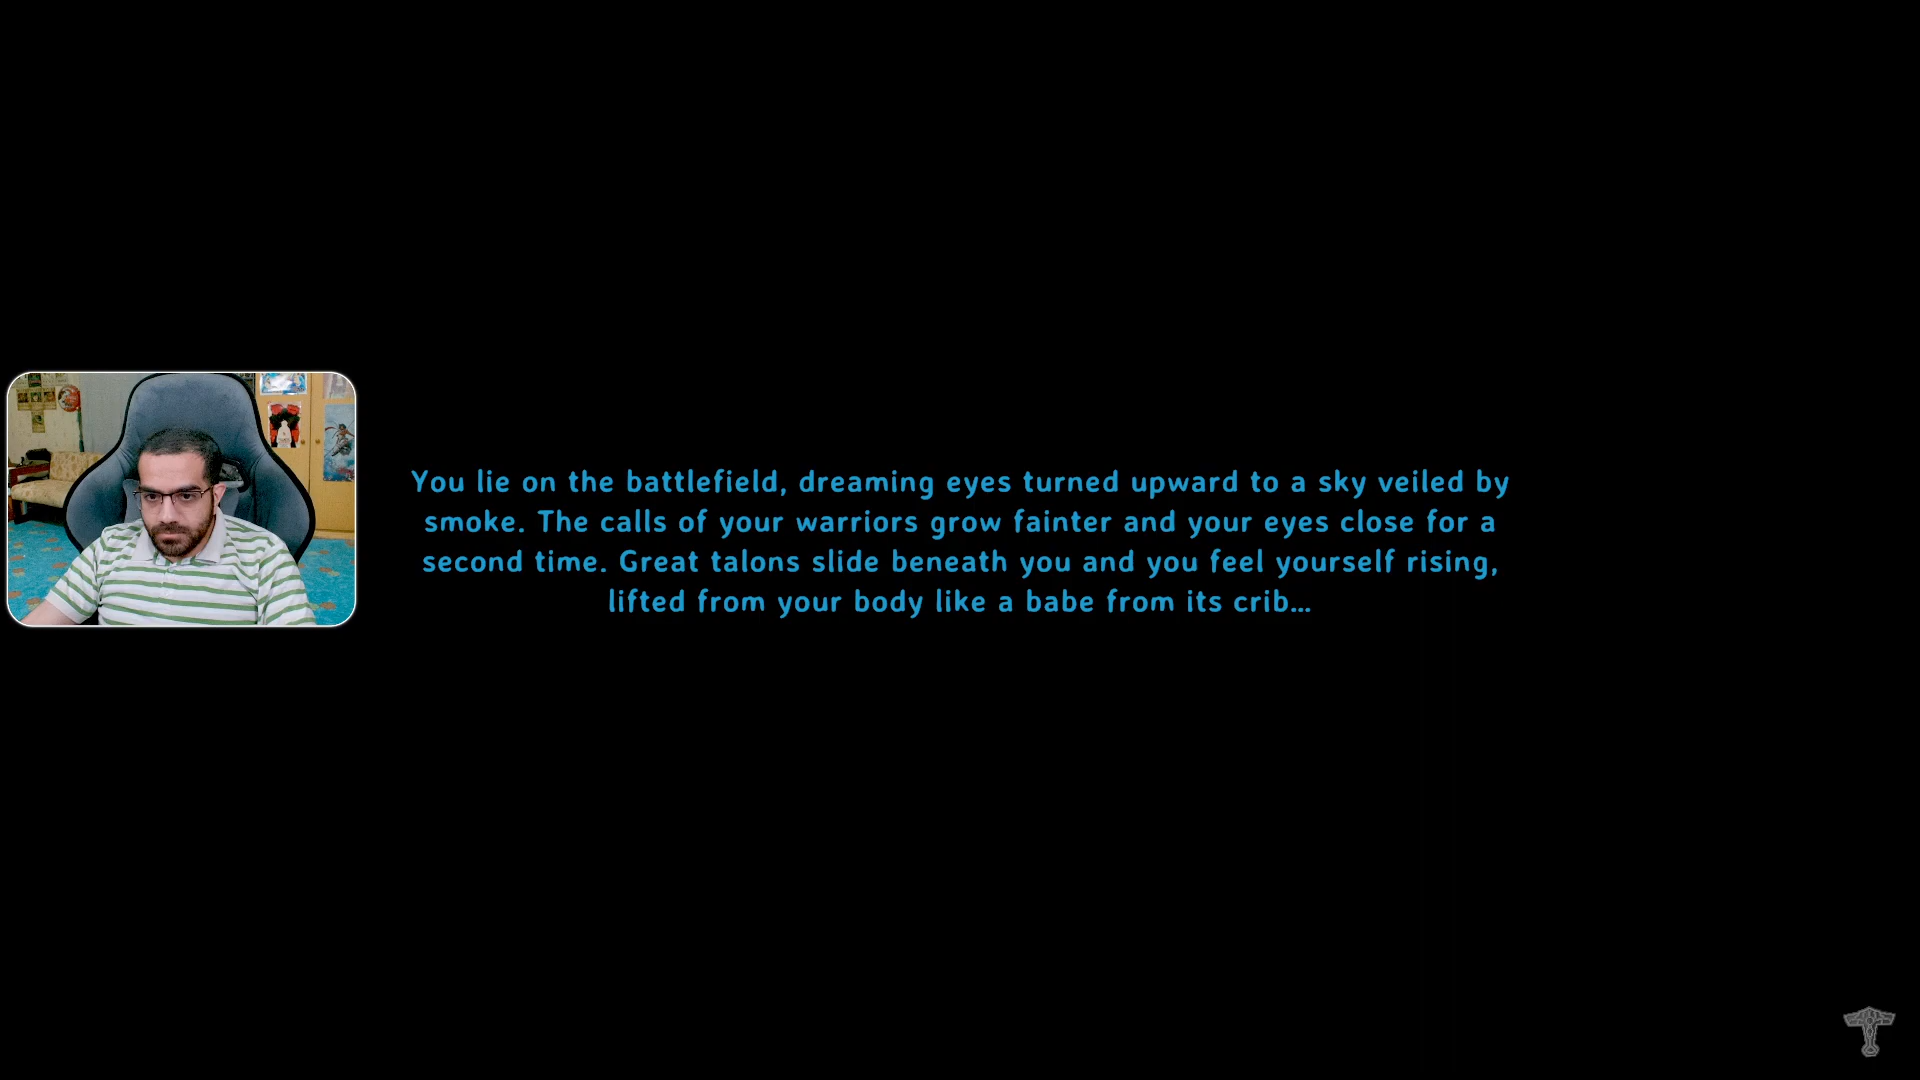 You lie on the battlefield, dreaming eyes turned upward to a sky veiled by
smoke. The calls of your warriors grow fainter and your eyes close for a
second time. Great talons slide beneath you and you feel yourself rising,
lifted from your body like a babe from its crib...